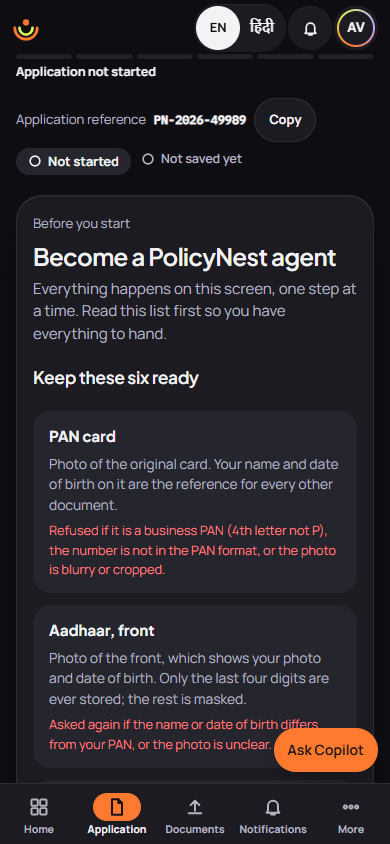 EN
हिंदी
AV
Application not started
Application reference PN-2026-49989 Copy
Not started
Not saved yet
Before you start
Become a PolicyNest agent
Everything happens on this screen, one step at
a time. Read this list first so you have
everything to hand.
Keep these six ready
PAN card
Photo of the original card. Your name and date
of birth on it are the reference for every other
document.
Refused if it is a business PAN (4th letter not P),
the number is not in the PAN format, or the photo
is blurry or cropped.
Aadhaar, front
Photo of the front, which shows your photo
and date of birth. Only the last four digits are
ever stored; the rest is masked.
Asked again if the name or date of birth differs
from your PAN, or the photo is unclear.
Ask Copilot
Home
Application
Documents
Notifications
More